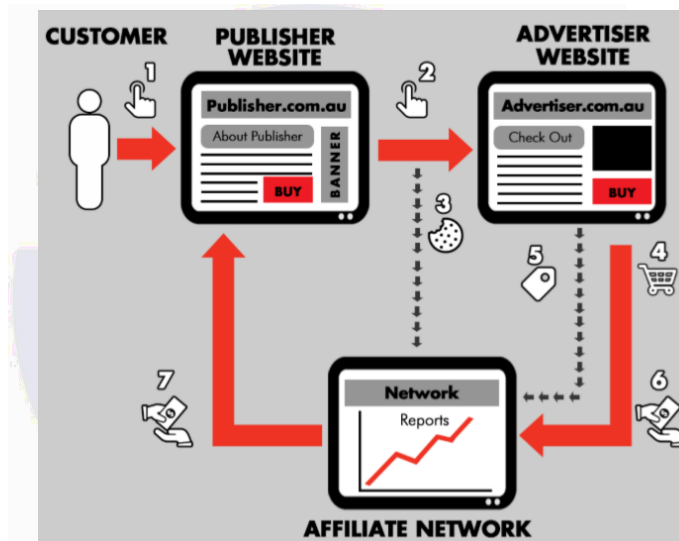 CUSTOMER
PUBLISHER
WEBSITE
ADVERTISER
WEBSITE
1
2
Publisher.com.au
About Publisher
BANNER
BUY
Advertiser.com.au
Check Out
BUY
3
5
4
7
6
Network
Reports
AFFILIATE NETWORK